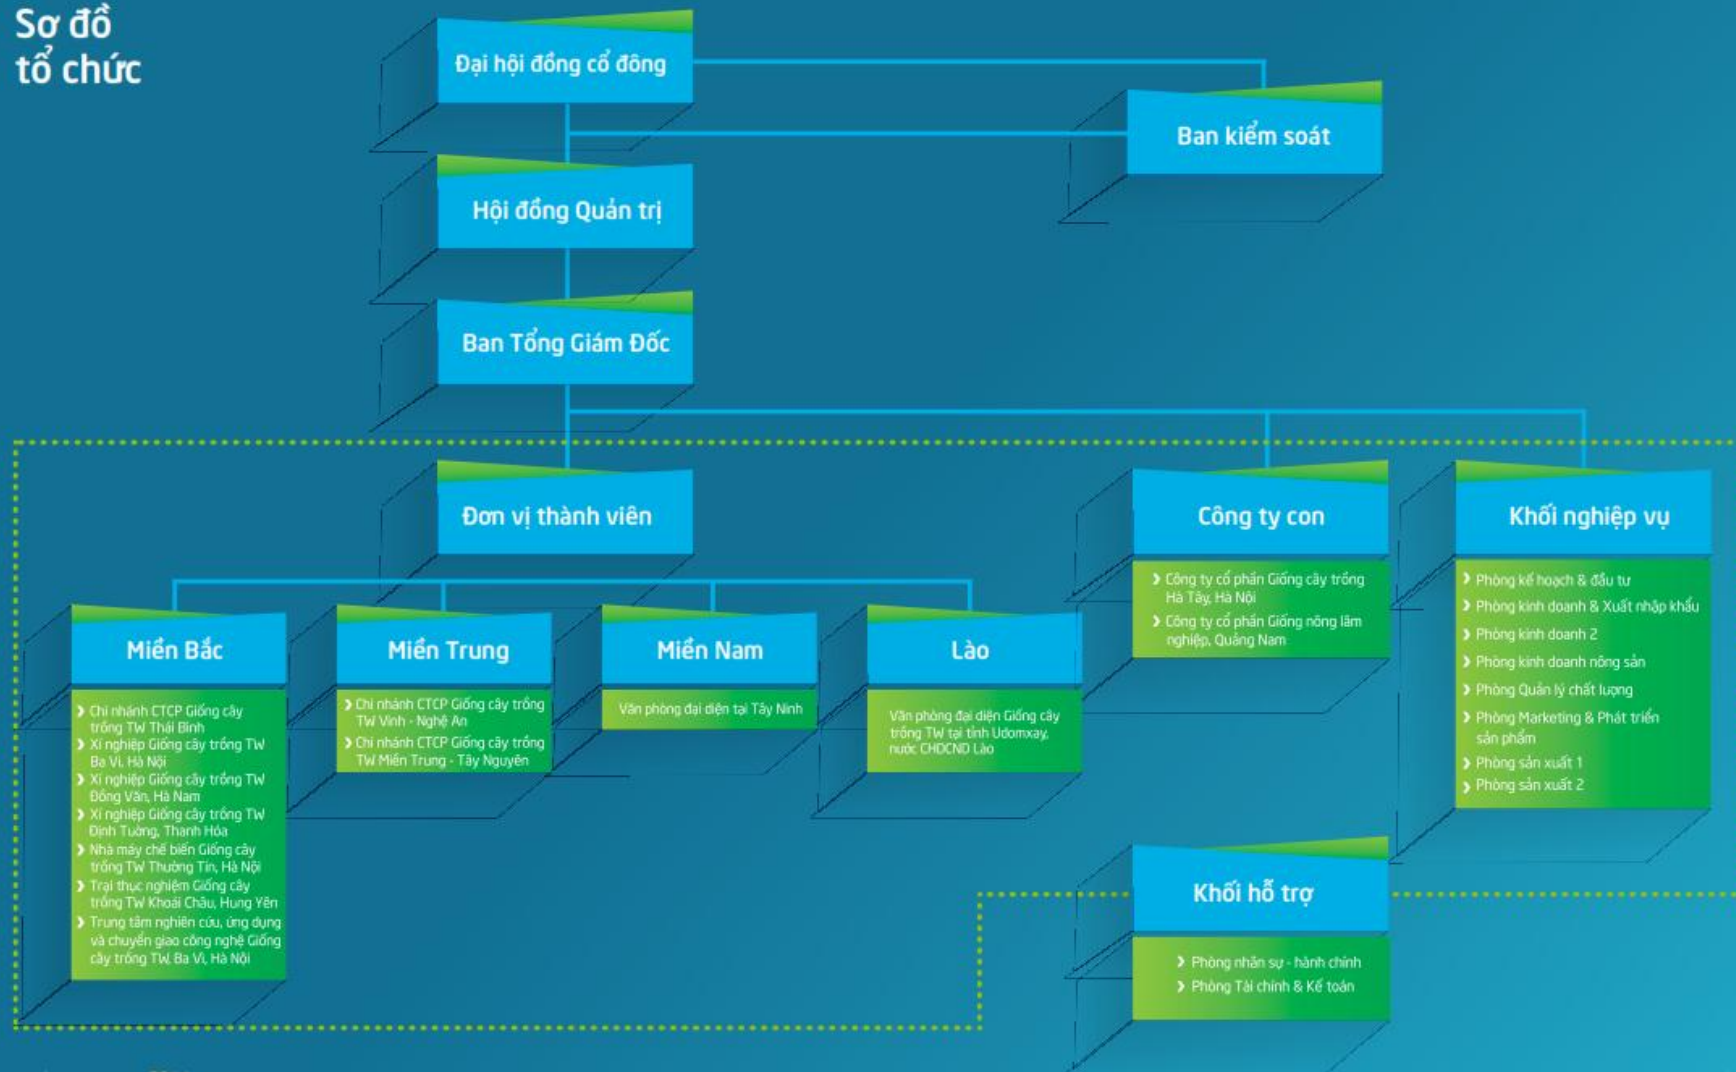 Sơ đồ
tổ chức
Đại hội đồng cổ đông
Ban kiểm soát
Hội đồng Quản trị
Ban Tổng Giám Đốc
Đơn vị thành viên
Công ty con
Khối nghiệp vụ
❯ Công ty cổ phần Giống cây trồng
Hà Tây, Hà Nội
❯ Công ty cổ phần Giống nông lâm
nghiệp, Quảng Nam
❯ Phòng kế hoạch & đầu tư
❯ Phòng kinh doanh & Xuất nhập khẩu
❯ Phòng kinh doanh 2
❯ Phòng kinh doanh nông sản
❯ Phòng Quản lý chất lượng
❯ Phòng Marketing & Phát triển
sản phẩm
❯ Phòng sản xuất 1
❯ Phòng sản xuất 2
Miền Bắc
❯ Chi nhánh CTCP Giống cây
trồng TW Thái Bình
❯ Xí nghiệp Giống cây trồng TW
Ba Vì, Hà Nội
❯ Xí nghiệp Giống cây trồng TW
Đồng Văn, Hà Nam
❯ Xí nghiệp Giống cây trồng TW
Định Tường, Thanh Hóa
❯ Nhà máy chế biến Giống cây
trồng TW Thường Tín, Hà Nội
❯ Trại thực nghiệm Giống cây
trồng TW Khoái Châu, Hưng Yên
❯ Trung tâm nghiên cứu, ứng dụng
và chuyển giao công nghệ Giống
cây trồng TW, Ba Vì, Hà Nội
Miền Trung
❯ Chi nhánh CTCP Giống cây trồng
TW Vinh - Nghệ An
❯ Chi nhánh CTCP Giống cây trồng
TW Miền Trung - Tây Nguyên
Miền Nam
Văn phòng đại diện tại Tây Ninh
Lào
Văn phòng đại diện Giống cây
trồng TW tại tỉnh Udomxay,
nước CHDCND Lào
Khối hỗ trợ
❯ Phòng nhân sự - hành chính
❯ Phòng Tài chính & Kế toán